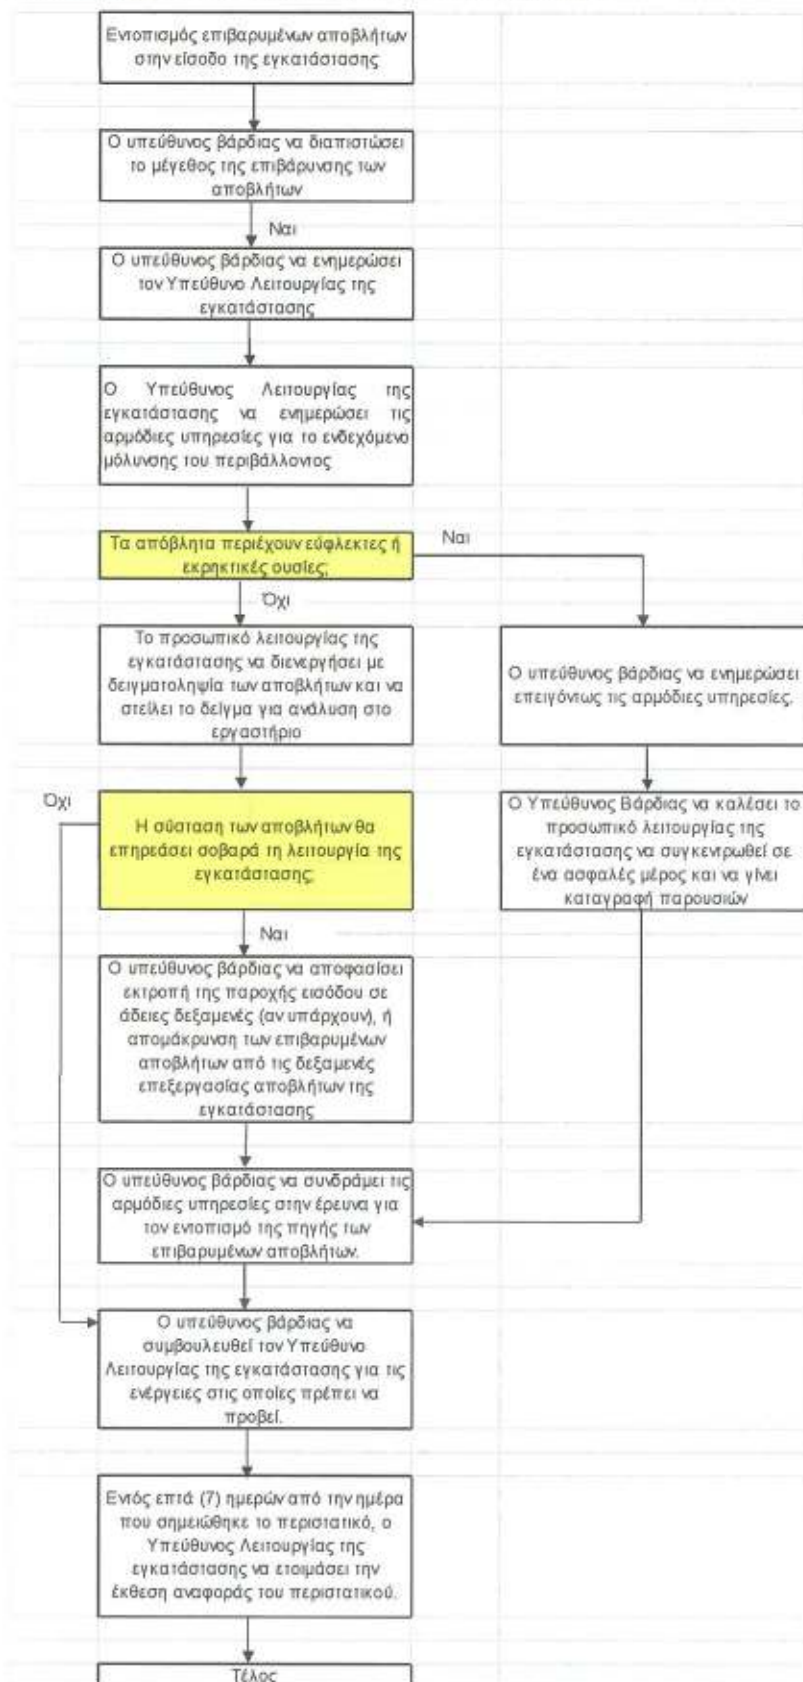 Εντοπισμός επιβαρυμένων αποβλήτων
στην είσοδο της εγκατάστασης
Ο υπεύθυνος βάρδιας να διαπιστώσει
το μέγεθος της επιβάρυνσης των
αποβλήτων
Ναι
Ο υπεύθυνος βάρδιας να ενημερώσει
τον Υπεύθυνο Λειτουργίας της
εγκατάστασης
Ο Υπεύθυνος Λειτουργίας της
εγκατάστασης να ενημερώσει τις
αρμόδιες υπηρεσίες για το ενδεχόμενο
μόλυνσης του περιβάλλοντος
Τα απόβλητα περιέχουν εύφλεκτες ή
εκρηκτικές ουσίες;
Ναι
Όχι
Το προσωπικό λειτουργίας της
εγκατάστασης να διενεργήσει με
δειγματοληψία των αποβλήτων και να
στείλει το δείγμα για ανάλυση στο
εργαστήριο
Ο υπεύθυνος βάρδιας να ενημερώσει
επειγόντως τις αρμόδιες υπηρεσίες.
Όχι
Η σύσταση των αποβλήτων θα
επηρεάσει σοβαρά τη λειτουργία της
εγκατάστασης;
Ο Υπεύθυνος Βάρδιας να καλέσει το
προσωπικό λειτουργίας της
εγκατάστασης να συγκεντρωθεί σε
ένα ασφαλές μέρος και να γίνει
καταγραφή παρουσιών
Ναι
Ο υπεύθυνος βάρδιας να αποφασίσει
εκτροπή της παροχής εισόδου σε
άδειες δεξαμενές (αν υπάρχουν), ή
απομάκρυνση των επιβαρυμένων
αποβλήτων από τις δεξαμενές
επεξεργασίας αποβλήτων της
εγκατάστασης
Ο υπεύθυνος βάρδιας να συνδράμει τις
αρμόδιες υπηρεσίες στην έρευνα για
τον εντοπισμό της πηγής των
επιβαρυμένων αποβλήτων.
Ο υπεύθυνος βάρδιας να
συμβουλευθεί τον Υπεύθυνο
Λειτουργίας της εγκατάστασης για τις
ενέργειες στις οποίες πρέπει να
προβεί.
Εντός επτά (7) ημερών από την ημέρα
που σημειώθηκε το περιστατικό, ο
Υπεύθυνος Λειτουργίας της
εγκατάστασης να ετοιμάσει την
έκθεση αναφοράς του περιστατικού.
Τέλος